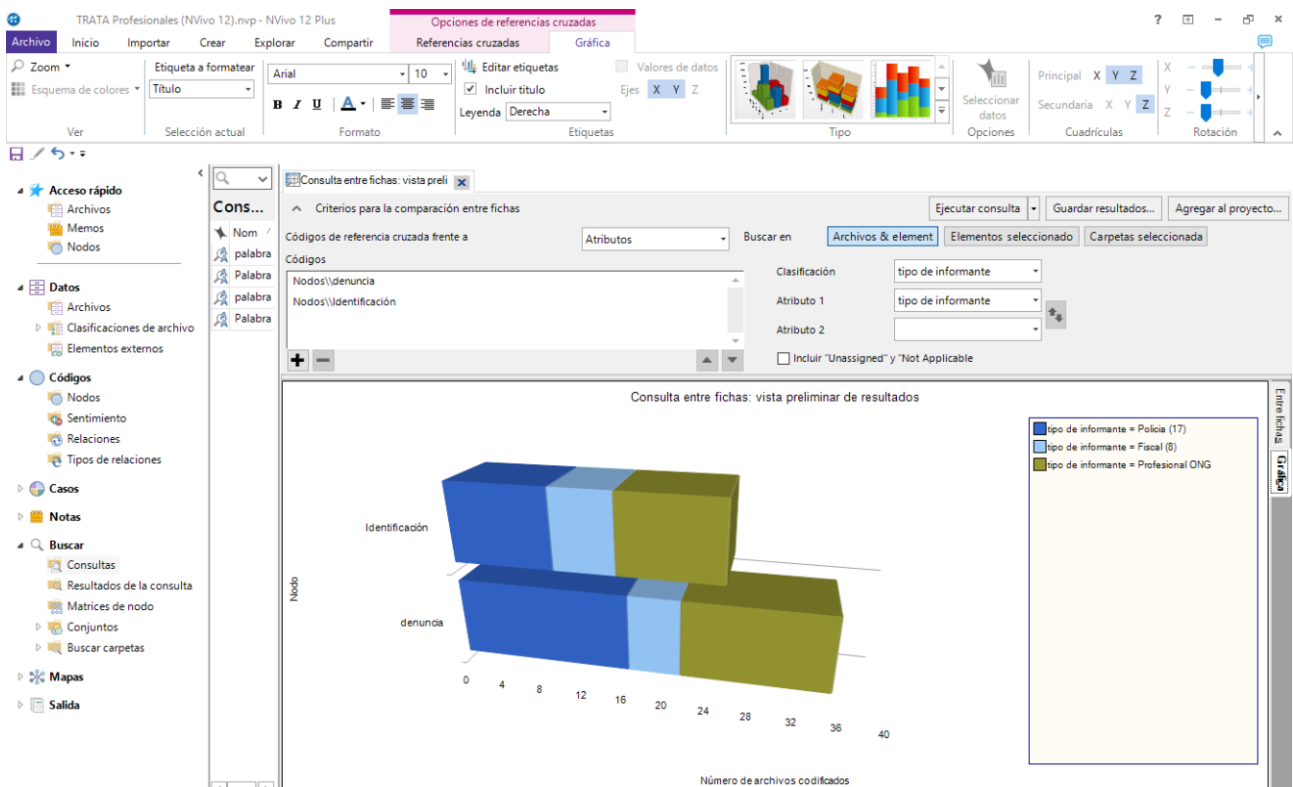 TRATA Profesionales (NVivo 12).nvp - NVivo 12 Plus
Opciones de referencias cruzadas
?
Archivo Inicio Importar Crear Explorar Compartir Referencias cruzadas Gráfica
Zoom
Esquema de colores
Ver
Etiqueta a formatear
Título
Selección actual
Arial 10
B I U A
Formato
Editar etiquetas
Incluir título
Leyenda Derecha
Valores de datos
Ejes X Y Z
Etiquetas
Tipo
Seleccionar datos
Opciones
Principal X Y Z
Secundaria X Y Z
Cuadrículas
X
Y
Z
Rotación
Acceso rápido
Archivos
Memos
Nodos
Datos
Archivos
Clasificaciones de archivo
Elementos externos
Códigos
Nodos
Sentimiento
Relaciones
Tipos de relaciones
Casos
Notas
Buscar
Consultas
Resultados de la consulta
Matrices de nodo
Conjuntos
Buscar carpetas
Mapas
Salida
Cons...
Nom
palabra
Palabra
palabra
Palabra
Consulta entre fichas: vista preli
Criterios para la comparación entre fichas
Ejecutar consulta Guardar resultados... Agregar al proyecto...
Códigos de referencia cruzada frente a Atributos
Buscar en Archivos & element Elementos seleccionado Carpetas seleccionada
Códigos
Nodos\\denuncia
Nodos\\Identificación
Clasificación tipo de informante
Atributo 1 tipo de informante
Atributo 2
Incluir "Unassigned" y "Not Applicable
Consulta entre fichas: vista preliminar de resultados
tipo de informante = Policia (17)
tipo de informante = Fiscal (8)
tipo de informante = Profesional ONG
Nodo
Identificación
denuncia
0 4 8 12 16 20 24 28 32 36 40
Número de archivos codificados
Entre fichas
Gráfica